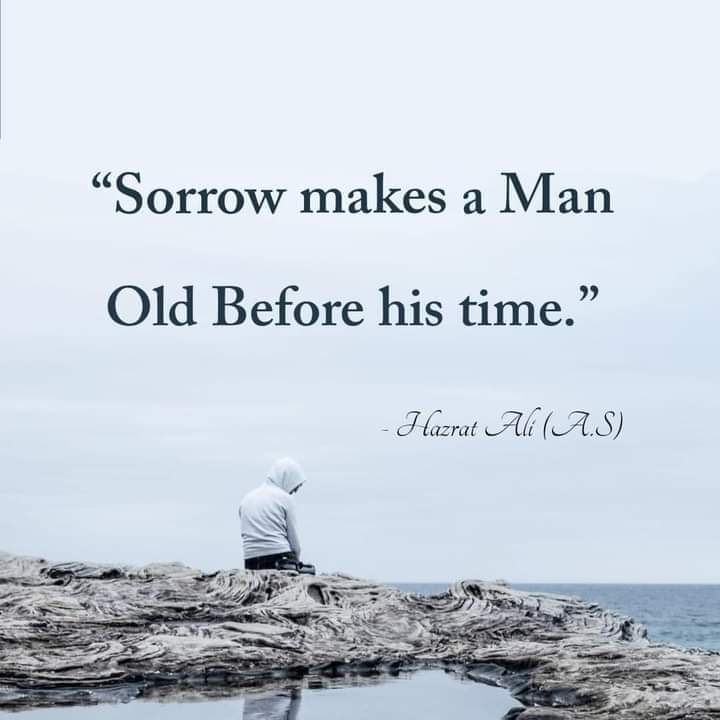 “Sorrow makes a Man
Old Before his time.”
- Hazrat Ali (A.S)